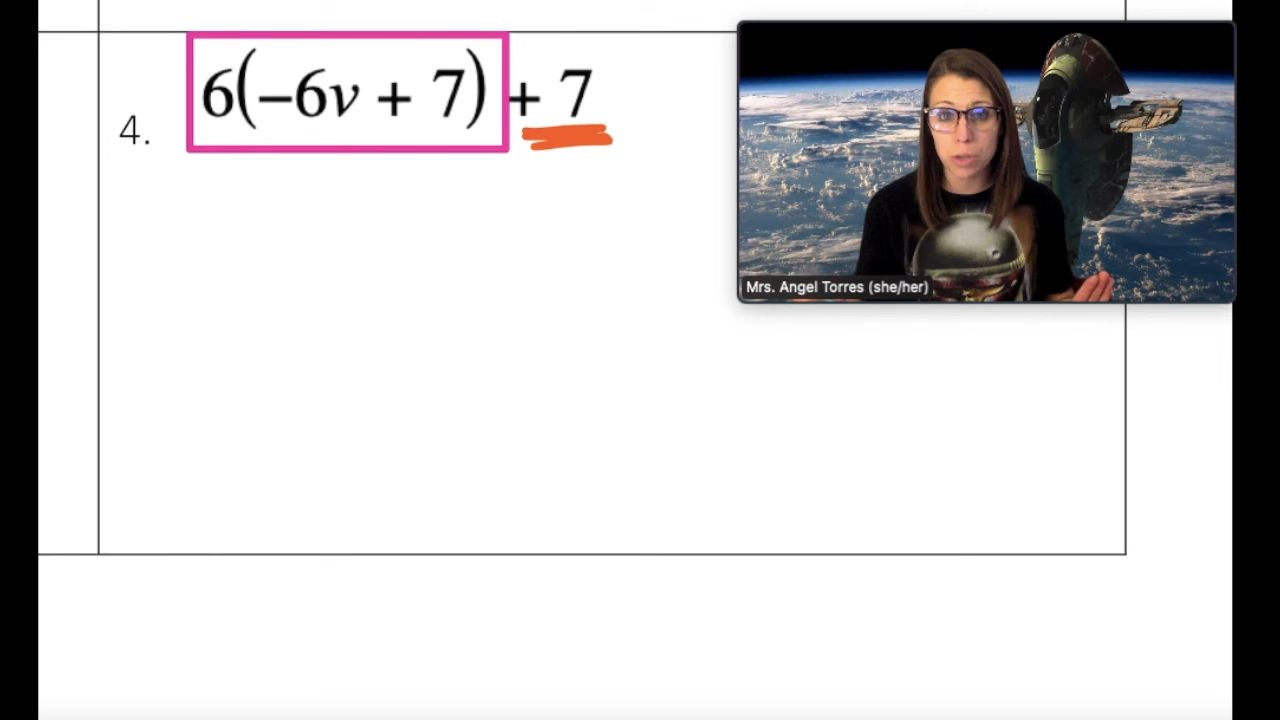 4. 6(−6v + 7) + 7
Mrs. Angel Torres (she/her)